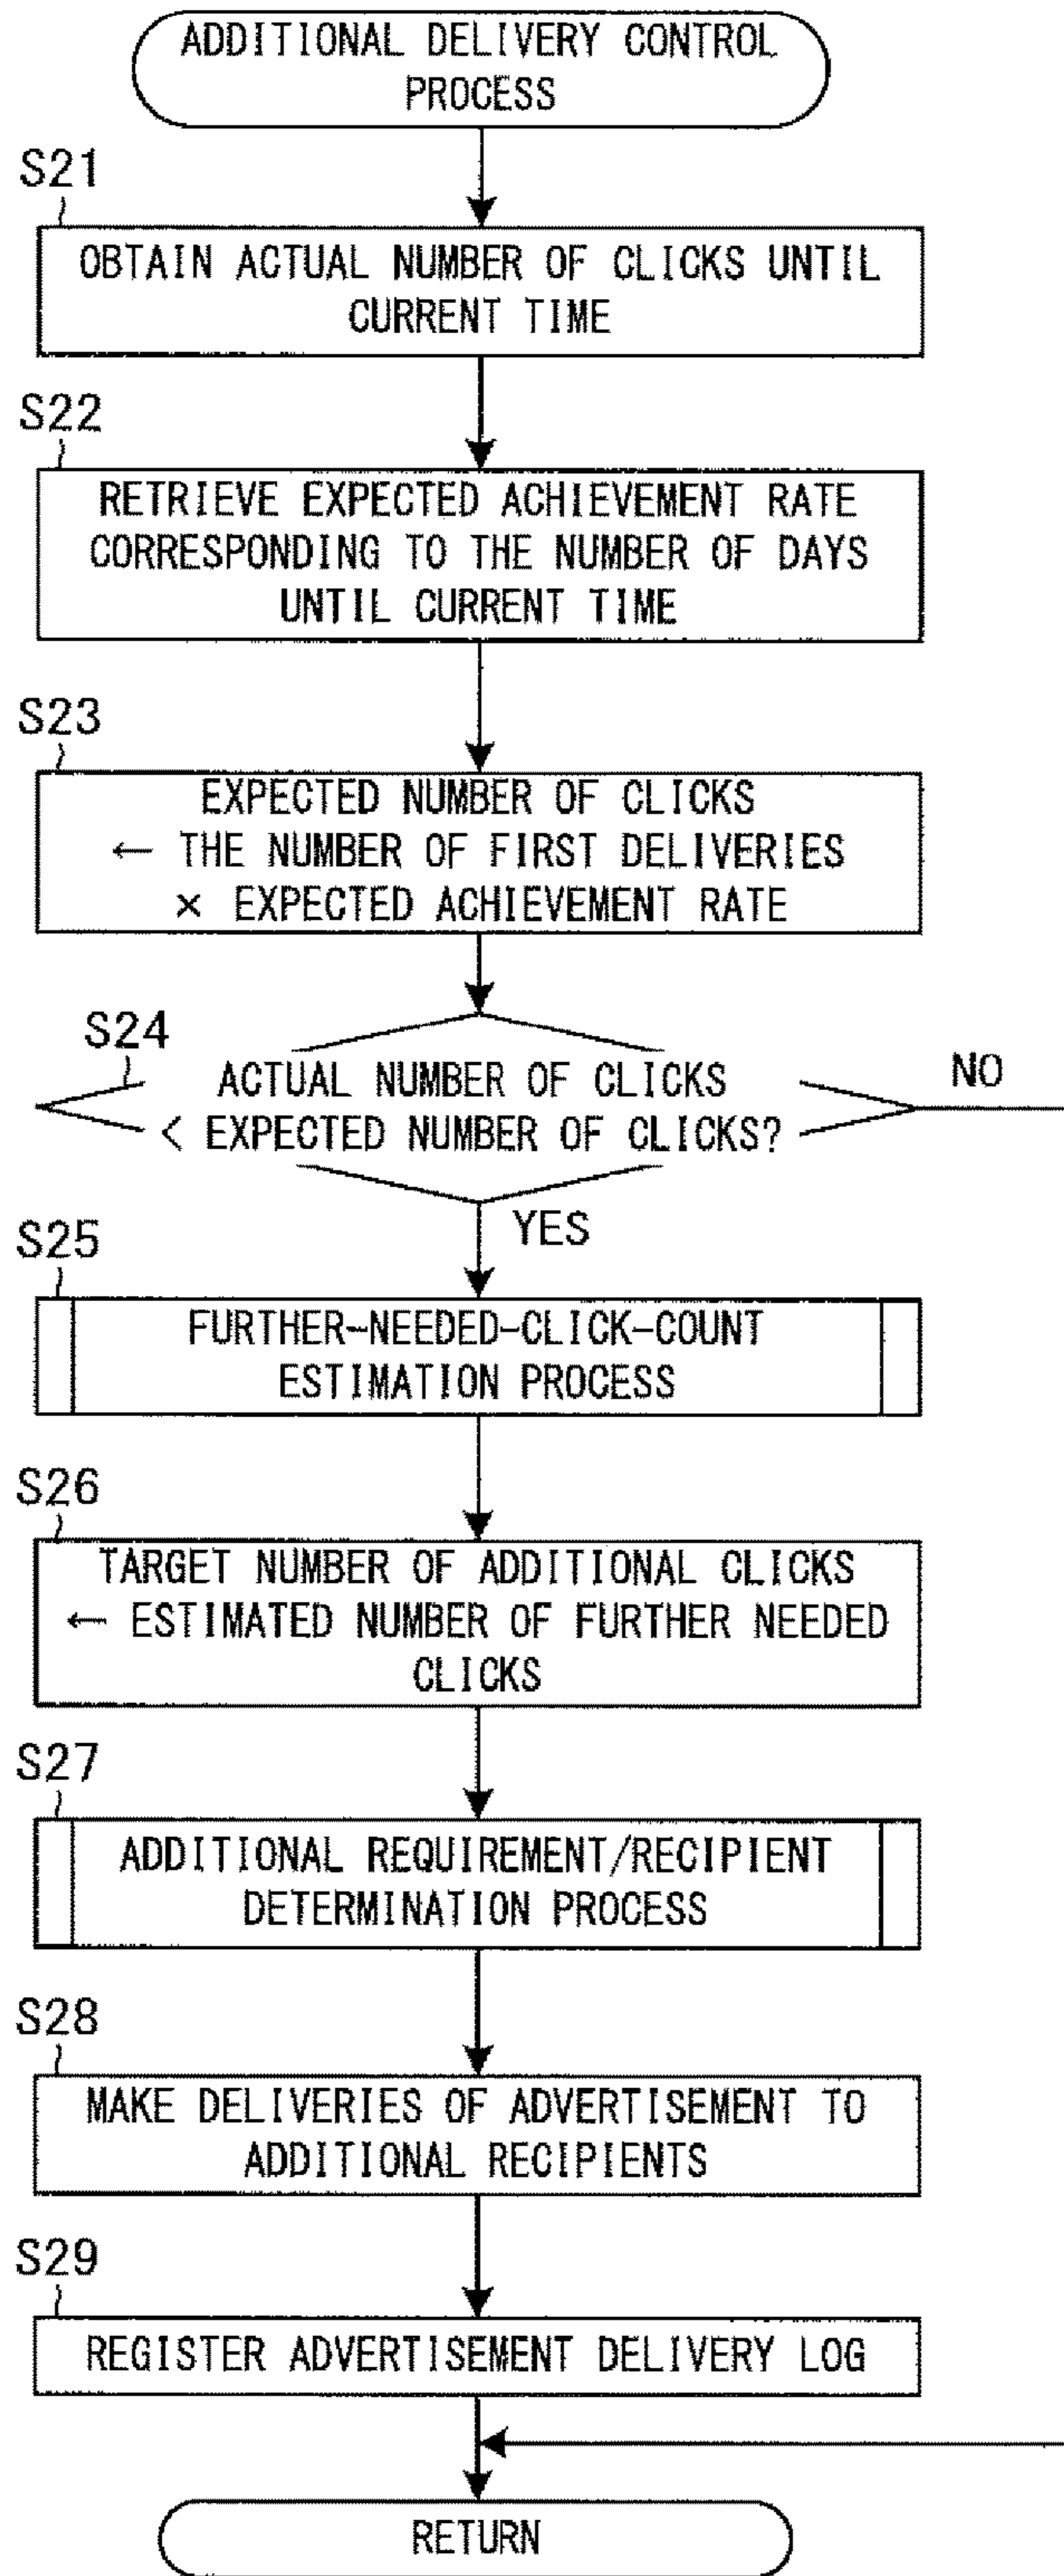 ADDITIONAL DELIVERY CONTROL
PROCESS
S21
OBTAIN ACTUAL NUMBER OF CLICKS UNTIL
CURRENT TIME
S22
RETRIEVE EXPECTED ACHIEVEMENT RATE
CORRESPONDING TO THE NUMBER OF DAYS
UNTIL CURRENT TIME
S23
EXPECTED NUMBER OF CLICKS
← THE NUMBER OF FIRST DELIVERIES
× EXPECTED ACHIEVEMENT RATE
S24
ACTUAL NUMBER OF CLICKS
< EXPECTED NUMBER OF CLICKS?
NO
YES
S25
FURTHER-NEEDED-CLICK-COUNT
ESTIMATION PROCESS
S26
TARGET NUMBER OF ADDITIONAL CLICKS
← ESTIMATED NUMBER OF FURTHER NEEDED
CLICKS
S27
ADDITIONAL REQUIREMENT/RECIPIENT
DETERMINATION PROCESS
S28
MAKE DELIVERIES OF ADVERTISEMENT TO
ADDITIONAL RECIPIENTS
S29
REGISTER ADVERTISEMENT DELIVERY LOG
RETURN